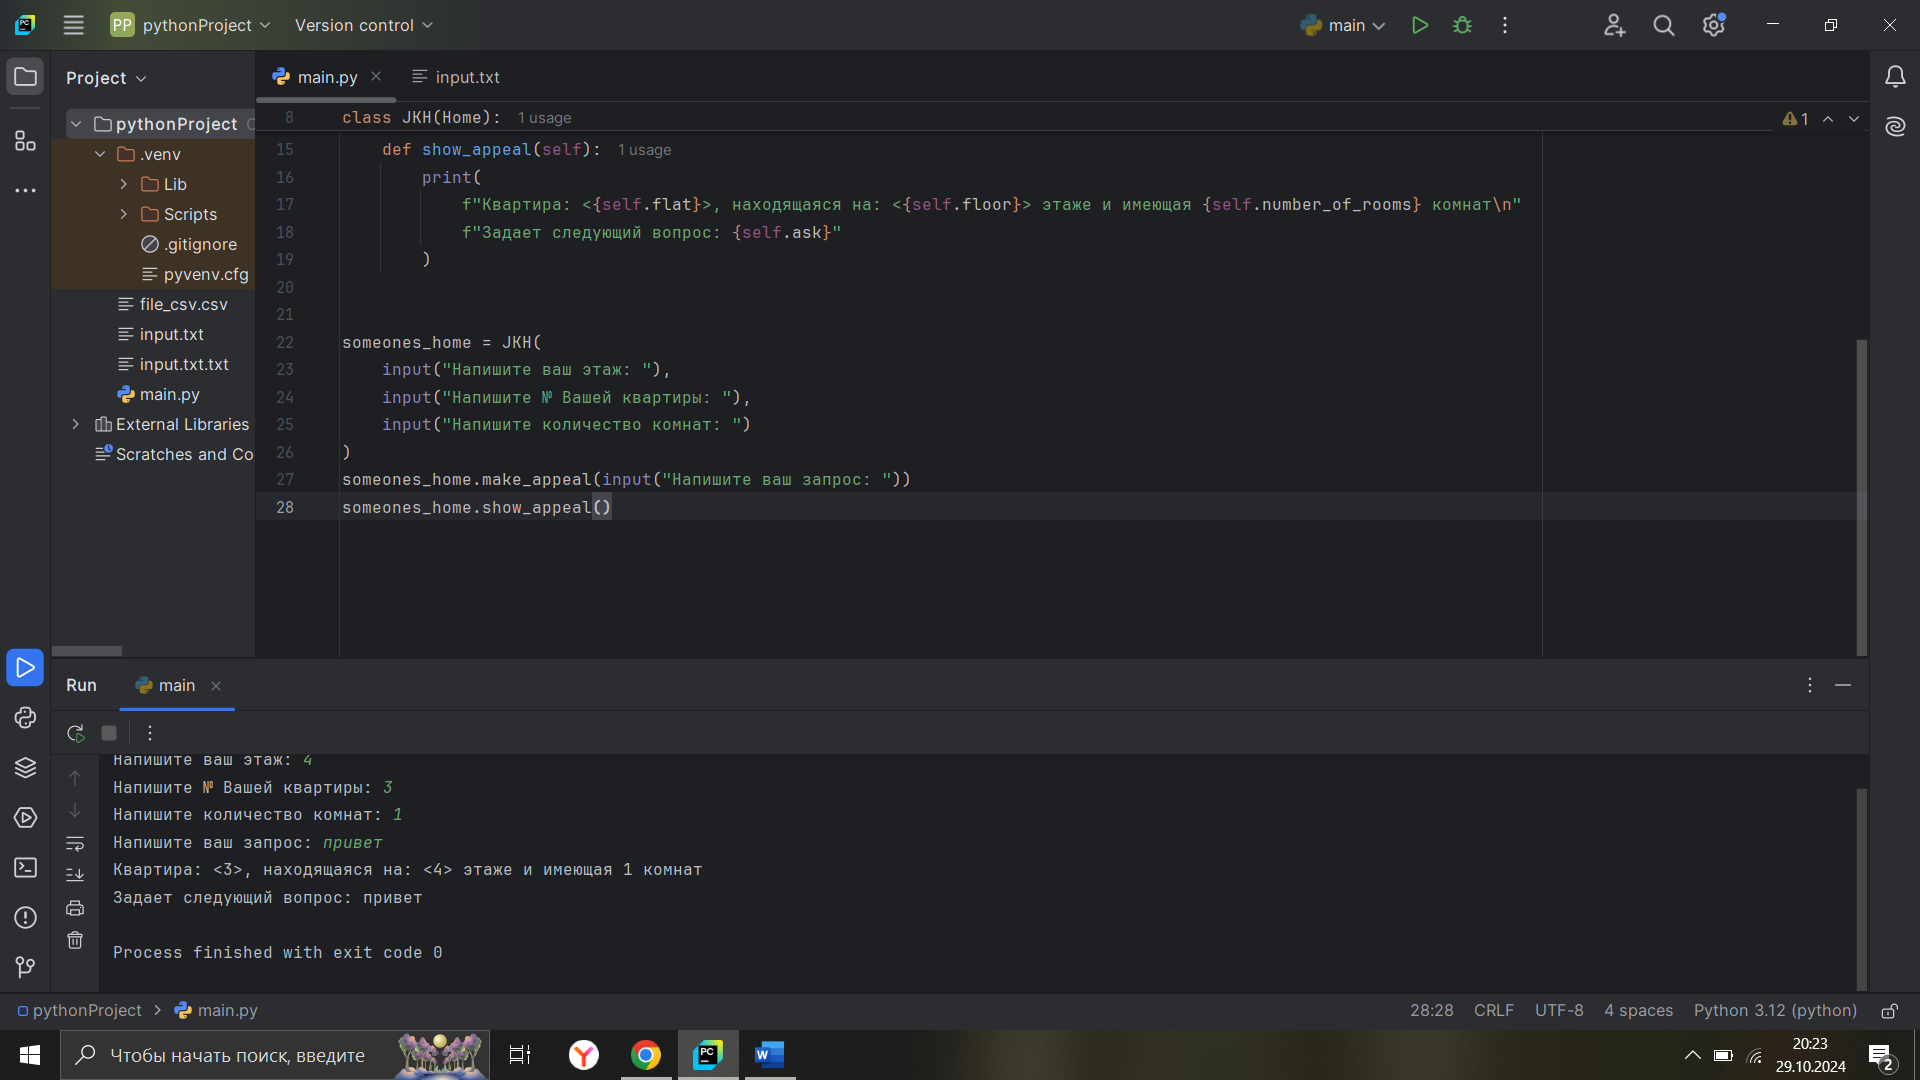 PP pythonProject Version control main
Project
main.py
input.txt
pythonProject
.venv
Lib
Scripts
.gitignore
pyvenv.cfg
file_csv.csv
input.txt
input.txt.txt
main.py
External Libraries
Scratches and Co
8 class JKH(Home): 1 usage
1
15 def show_appeal(self): 1 usage
16 print(
17 f"Квартира: <{self.flat}>, находящаяся на: <{self.floor}> этаже и имеющая {self.number_of_rooms} комнат\n"
18 f"Задает следующий вопрос: {self.ask}"
19 )
20
21
22 someones_home = JKH(
23 input("Напишите ваш этаж: "),
24 input("Напишите № Вашей квартиры: "),
25 input("Напишите количество комнат: ")
26 )
27 someones_home.make_appeal(input("Напишите ваш запрос: "))
28 someones_home.show_appeal()
Run main
Напишите ваш этаж: 4
Напишите № Вашей квартиры: 3
Напишите количество комнат: 1
Напишите ваш запрос: привет
Квартира: <3>, находящаяся на: <4> этаже и имеющая 1 комнат
Задает следующий вопрос: привет
Process finished with exit code 0
pythonProject > main.py
28:28 CRLF UTF-8 4 spaces Python 3.12 (python)
Чтобы начать поиск, введите
20:23
29.10.2024
2